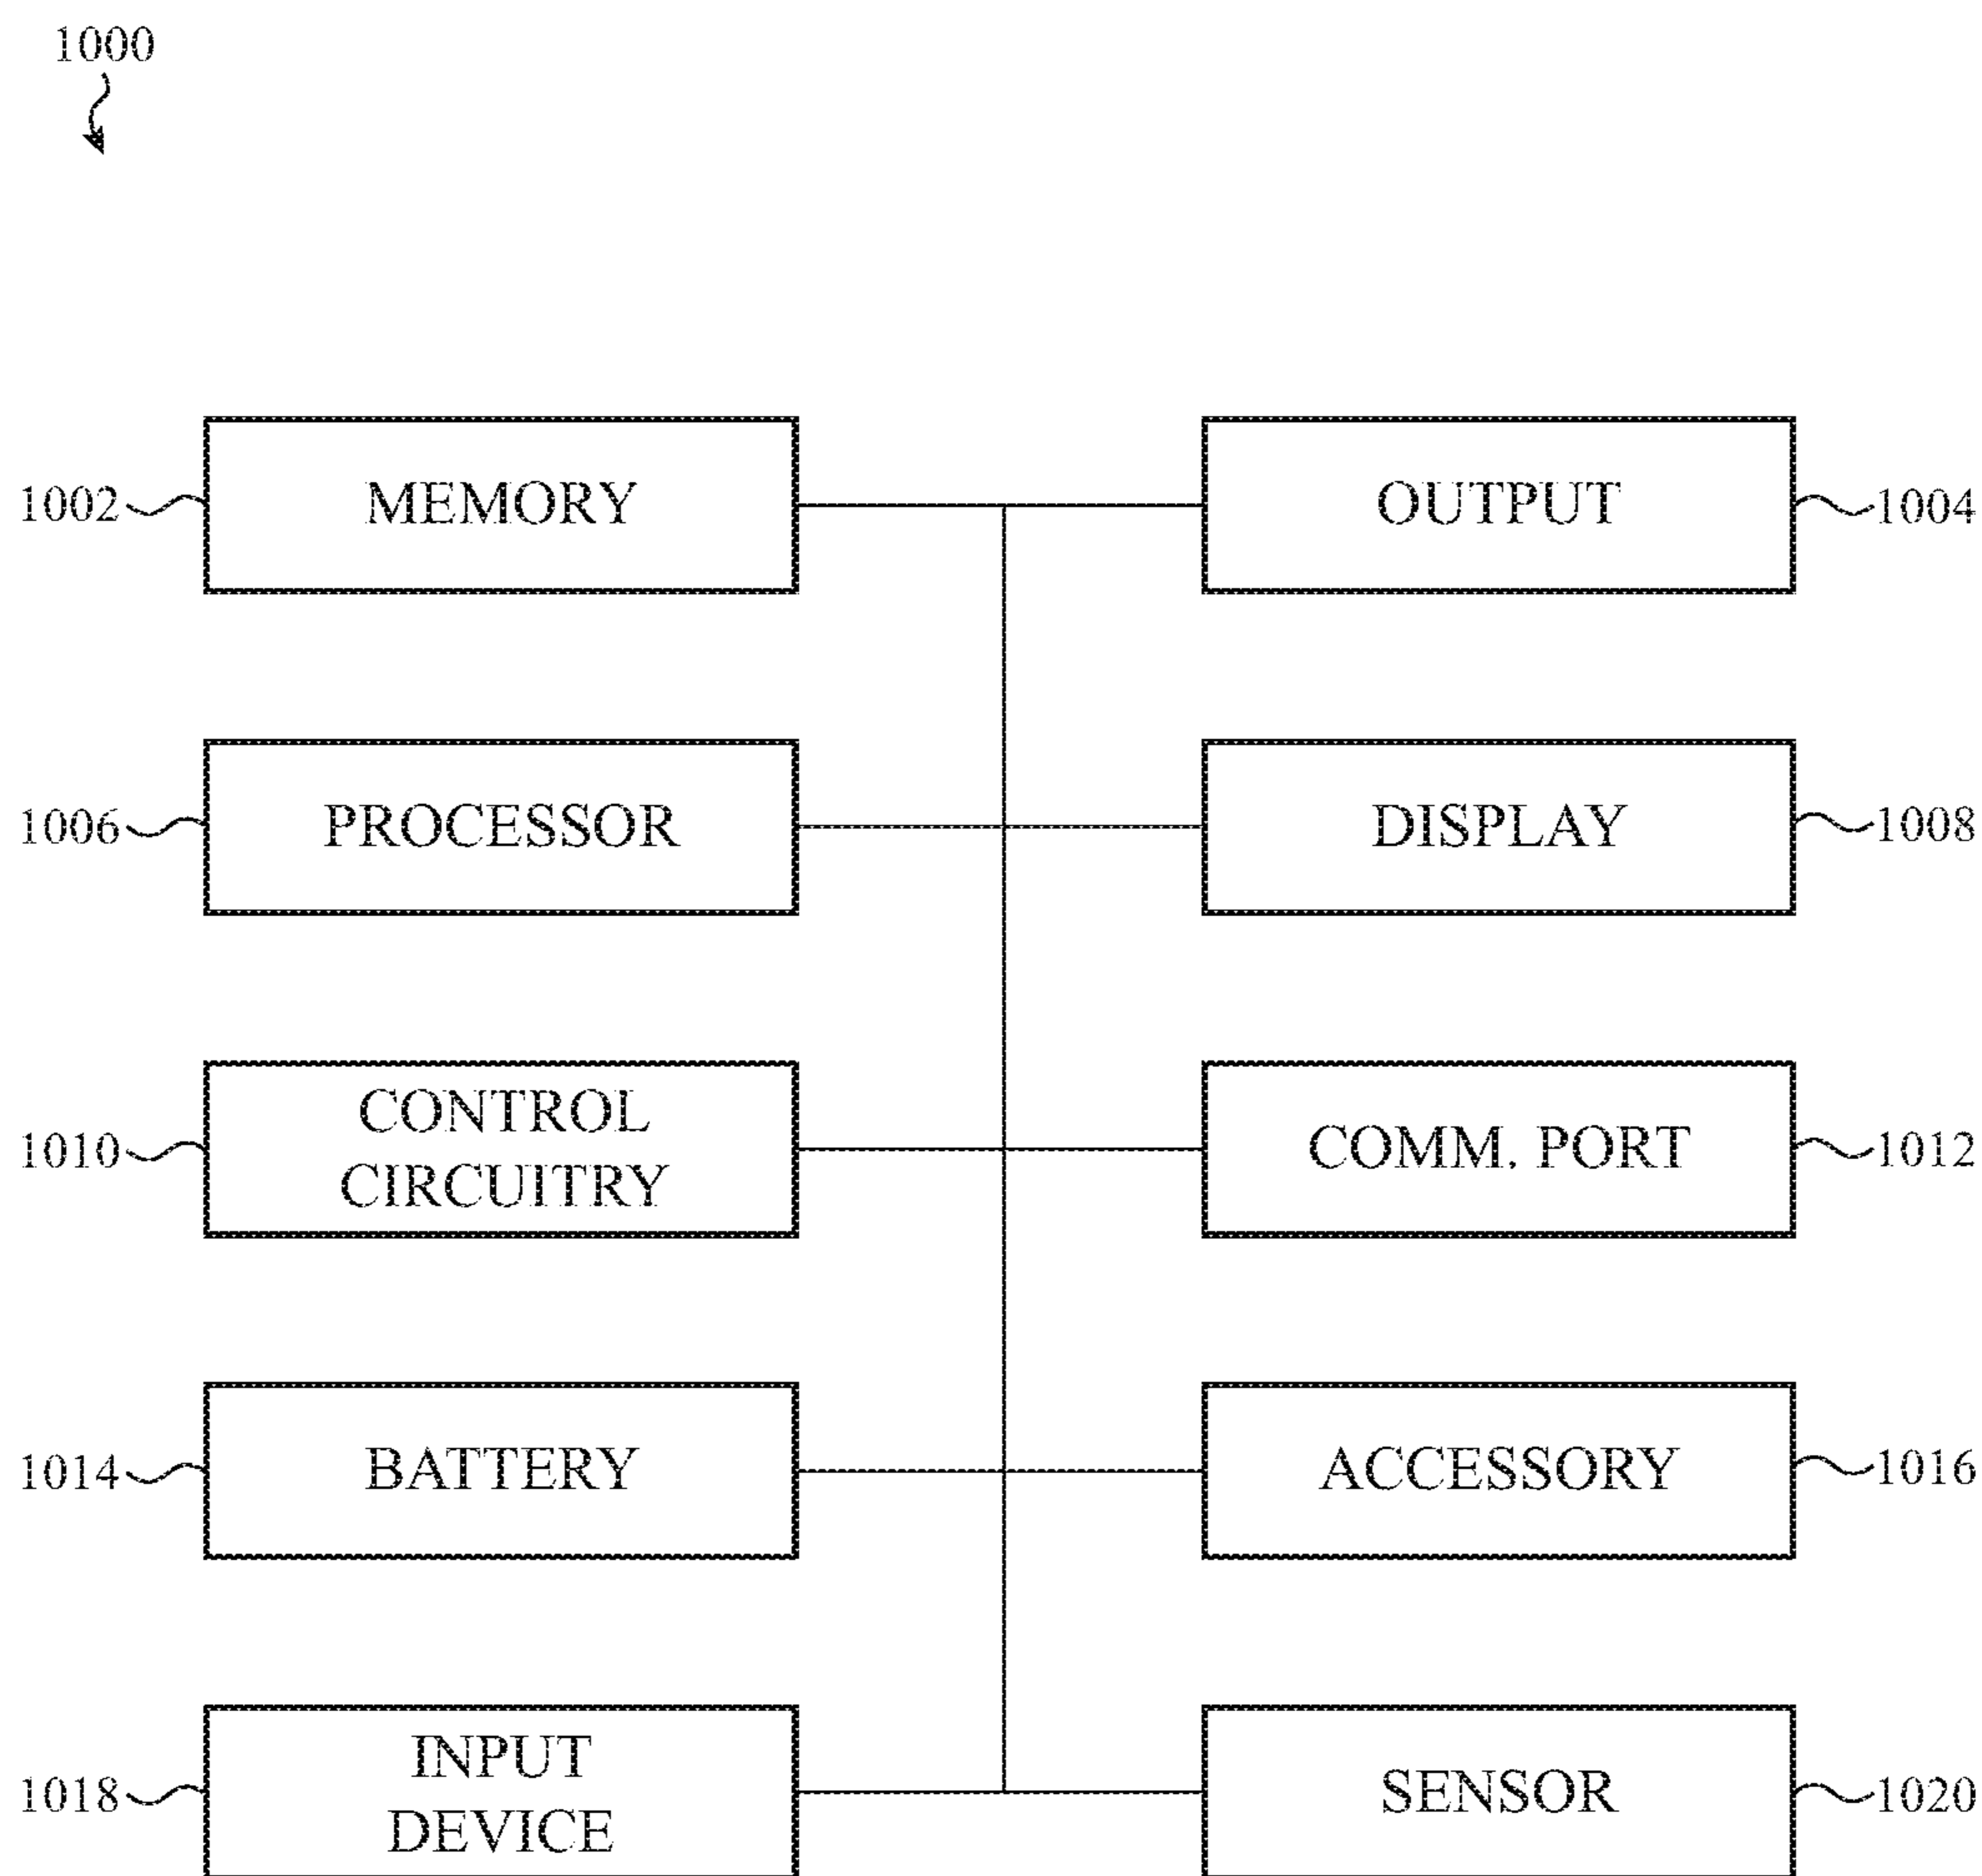 1000
1002 MEMORY OUTPUT 1004
1006 PROCESSOR DISPLAY 1008
1010 CONTROL
CIRCUITRY COMM. PORT 1012
1014 BATTERY ACCESSORY 1016
1018 INPUT
DEVICE SENSOR 1020